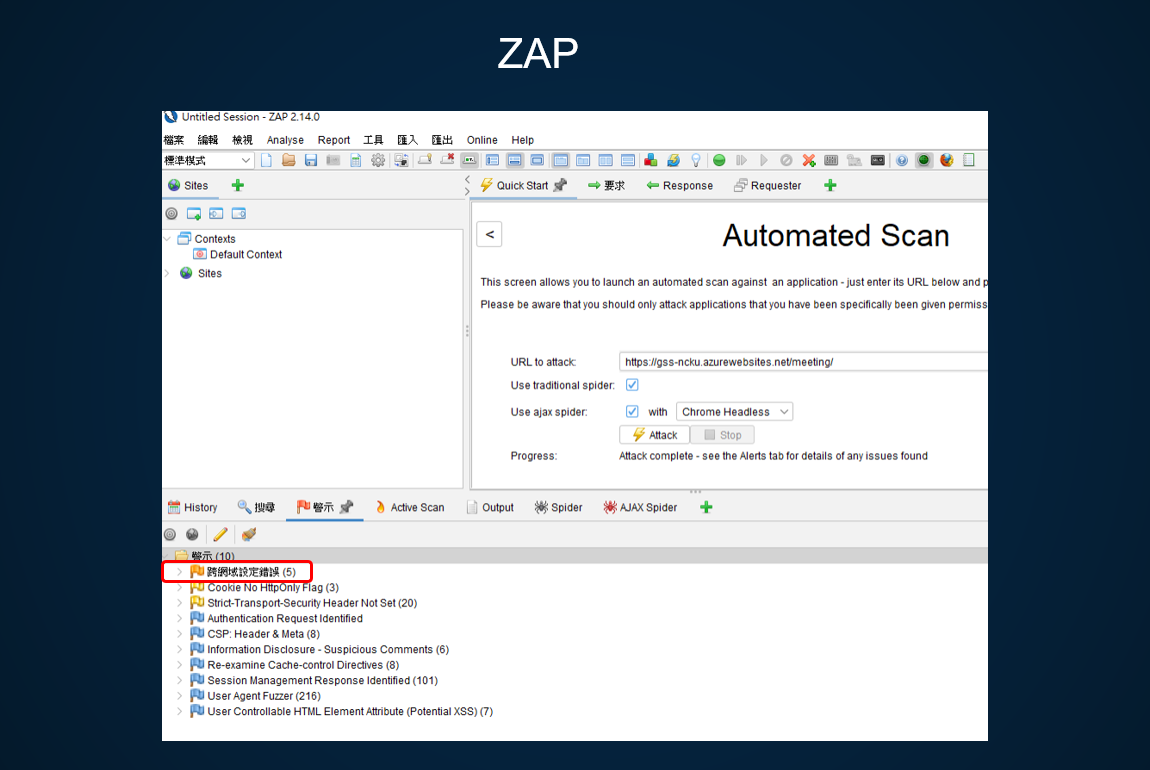 ZAP
Untitled Session - ZAP 2.14.0
檔案 編輯 檢視 Analyse Report 工具 匯入 匯出 Online Help
標準模式
Sites
Quick Start 要求 Response Requester
<
Automated Scan
Contexts
Default Context
Sites
This screen allows you to launch an automated scan against an application - just enter its URL below and p
Please be aware that you should only attack applications that you have been specifically been given permiss
URL to attack: https://gss-ncku.azurewebsites.net/meeting/
Use traditional spider:
Use ajax spider: with Chrome Headless
Attack Stop
Progress: Attack complete - see the Alerts tab for details of any issues found
History 搜尋 警示 Active Scan Output Spider AJAX Spider
警示 (10)
跨網域設定錯誤 (5)
Cookie No HttpOnly Flag (3)
Strict-Transport-Security Header Not Set (20)
Authentication Request Identified
CSP: Header & Meta (8)
Information Disclosure - Suspicious Comments (6)
Re-examine Cache-control Directives (8)
Session Management Response Identified (101)
User Agent Fuzzer (216)
User Controllable HTML Element Attribute (Potential XSS) (7)